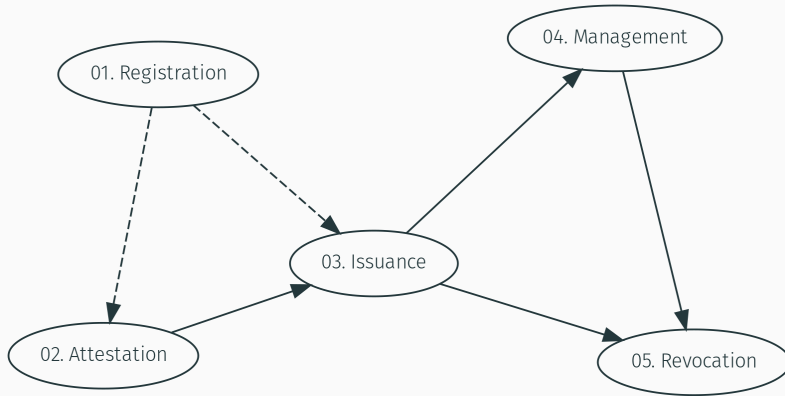 01. Registration
02. Attestation
03. Issuance
04. Management
05. Revocation